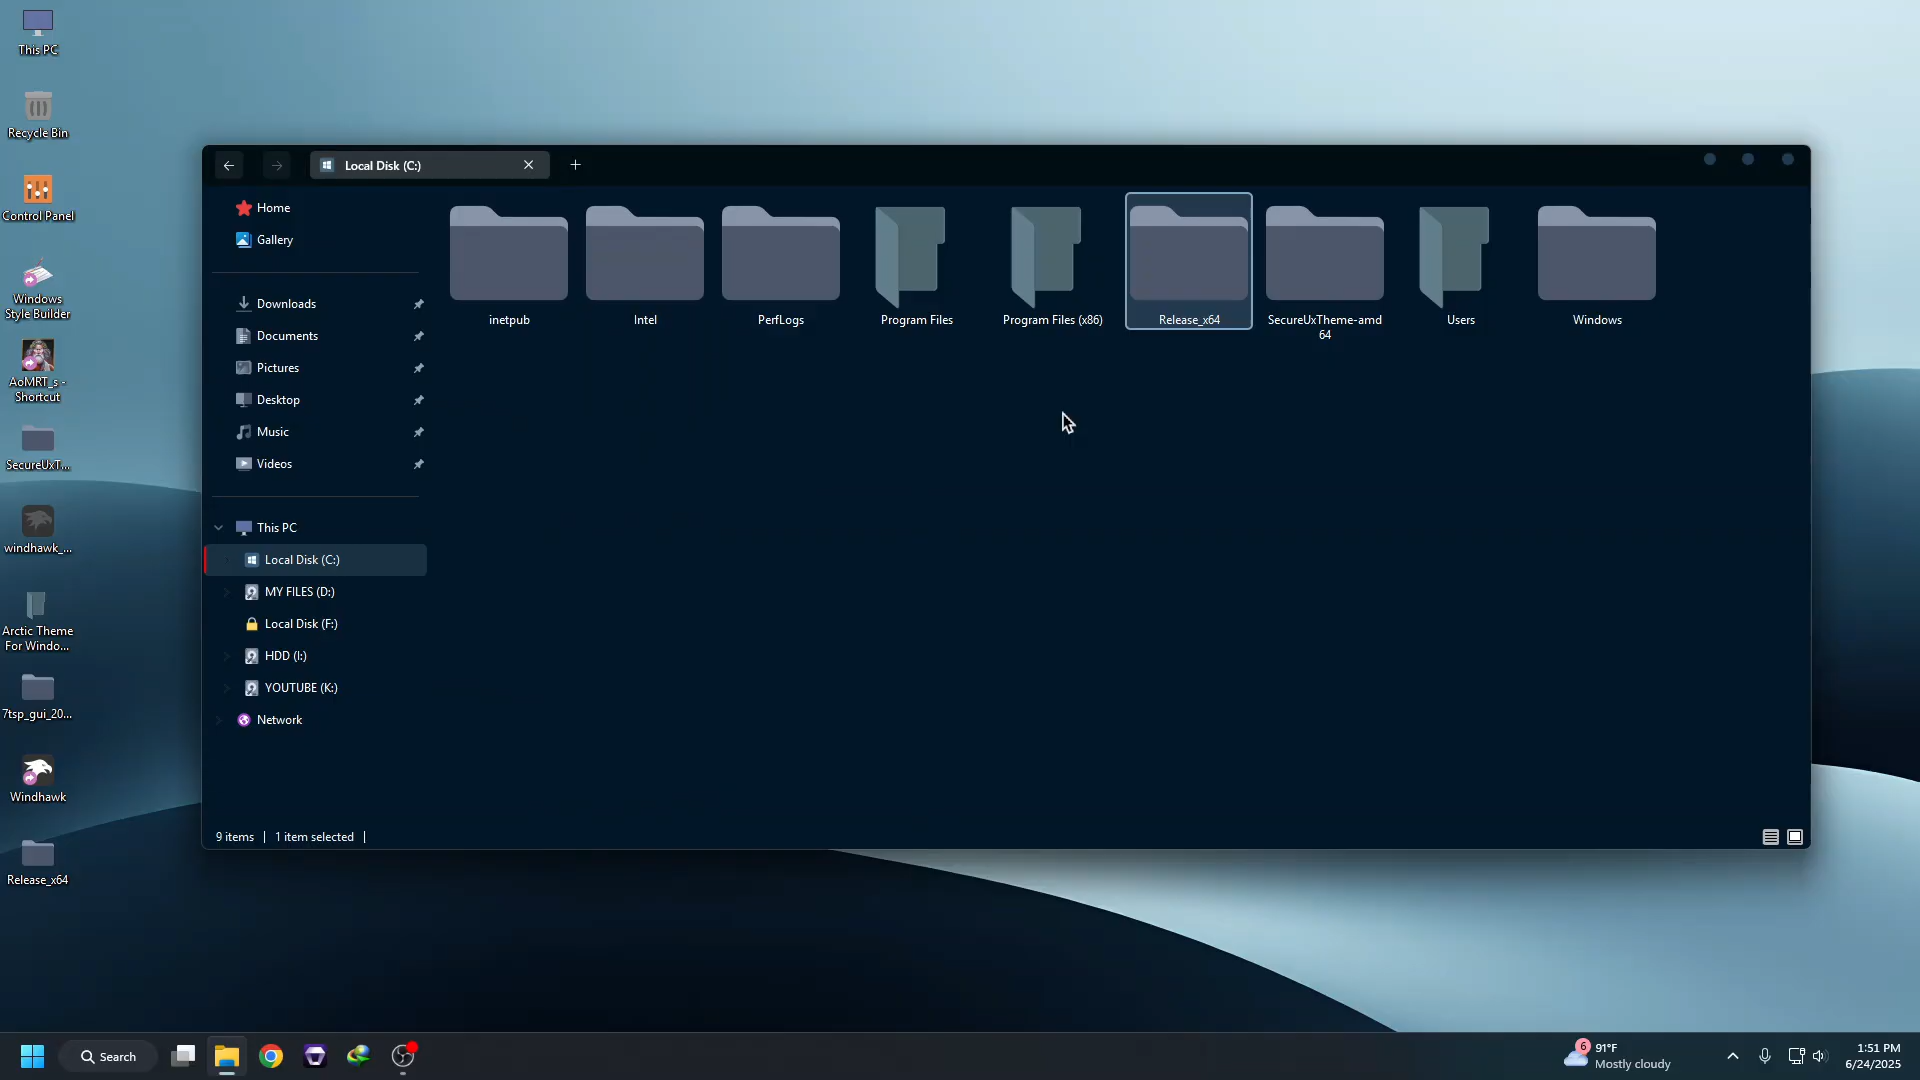 This PC
Recycle Bin
Control Panel
Windows
Style Builder
AoMRT_s -
Shortcut
SecureUxT...
windhawk_...
Arctic Theme
For Windo...
7tsp_gui_20...
Windhawk
Release_x64
Local Disk (C:)
Home
Gallery
Downloads
Documents
Pictures
Desktop
Music
Videos
This PC
Local Disk (C:)
MY FILES (D:)
Local Disk (F:)
HDD (I:)
YOUTUBE (K:)
Network
inetpub
Intel
PerfLogs
Program Files
Program Files (x86)
Release_x64
SecureUxTheme-amd
64
Users
Windows
9 items
1 item selected
Search
6
91°F
Mostly cloudy
1:51 PM
6/24/2025